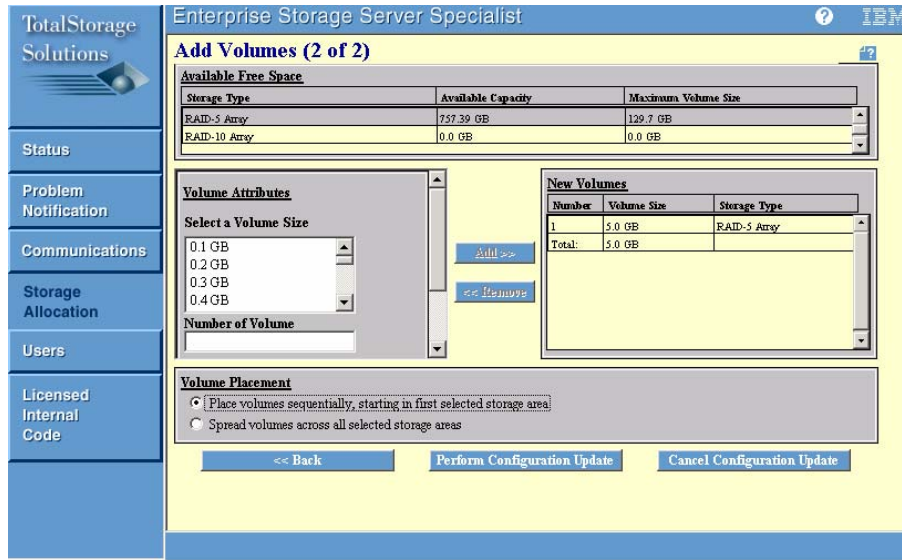 TotalStorage
Solutions
Enterprise Storage Server Specialist
?
IBM
Add Volumes (2 of 2)
?
Available Free Space
Storage Type Available Capacity Maximum Volume Size
RAID-5 Array 757.39 GB 129.7 GB
RAID-10 Array 0.0 GB 0.0 GB
Status
Problem
Notification
Communications
Storage
Allocation
Users
Licensed
Internal
Code
Volume Attributes
Select a Volume Size
0.1 GB
0.2 GB
0.3 GB
0.4 GB
Number of Volume
Add >>
<< Remove
New Volumes
Number Volume Size Storage Type
1 5.0 GB RAID-5 Array
Total: 5.0 GB
Volume Placement
Place volumes sequentially, starting in first selected storage area
Spread volumes across all selected storage areas
<< Back Perform Configuration Update Cancel Configuration Update